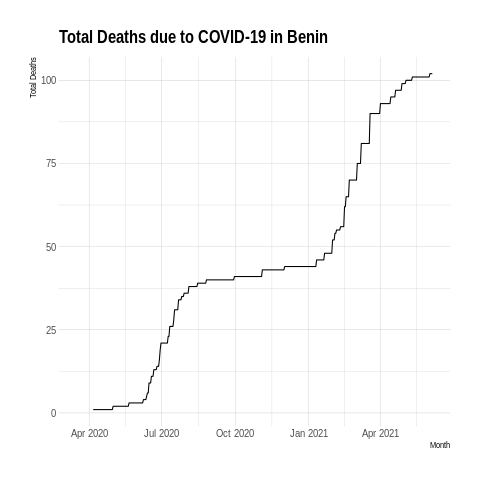 Total Deaths due to COVID-19 in Benin
Total Deaths
100
75
50
25
0
Apr 2020 Jul 2020 Oct 2020 Jan 2021 Apr 2021
Month